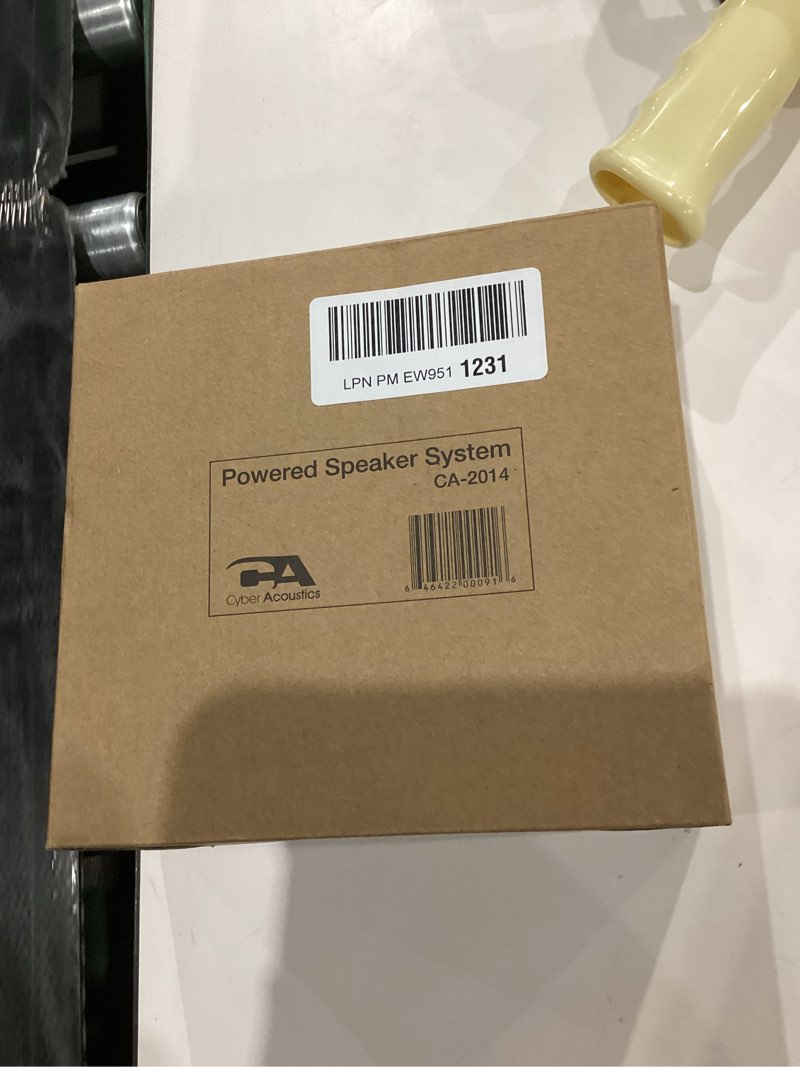 LPN PM EW951 1231
Powered Speaker System
CA-2014
CA
Cyber Acoustics
6 46422 00091 6